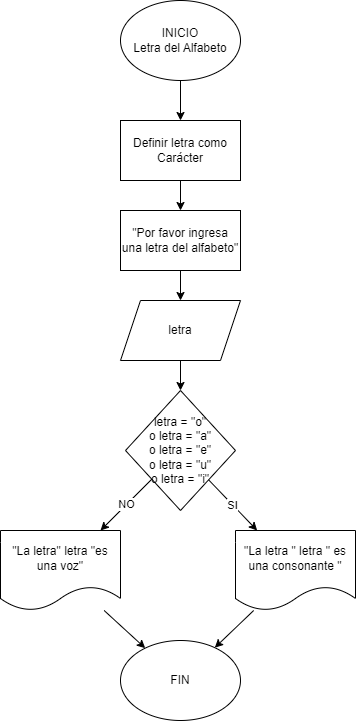 INICIO
Letra del Alfabeto
Definir letra como
Carácter
"Por favor ingresa
una letra del alfabeto"
letra
letra = "o"
o letra = "a"
o letra = "e"
o letra = "u"
o letra = "i"
NO
SI
"La letra" letra "es
una voz"
"La letra " letra " es
una consonante "
FIN